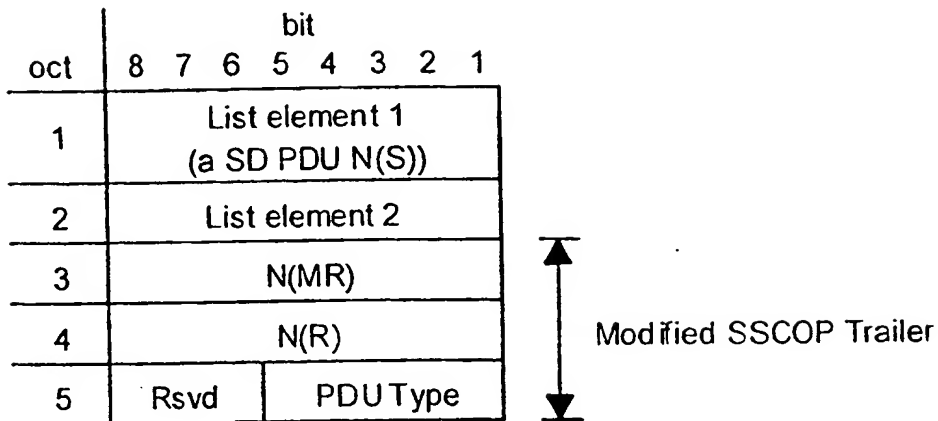 bit
oct 8 7 6 5 4 3 2 1
1 List element 1
(a SD PDU N(S))
2 List element 2
3 N(MR)
4 N(R)
5 Rsvd PDU Type
Modified SSCOP Trailer